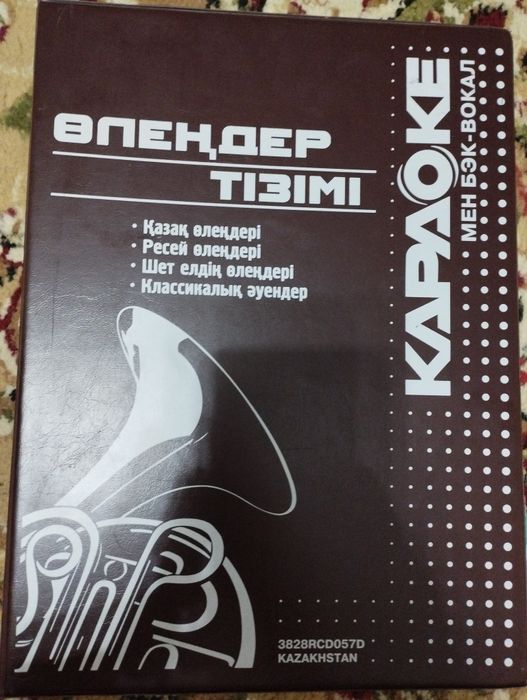 ӨЛЕҢДЕР
ТІЗІМІ
• Қазақ өлеңдері
• Ресей өлеңдері
• Шет елдің өлеңдері
• Классикалық әуендер
КАРАОКЕ
МЕН БЭК-ВОКАЛ
3828RCD057D
KAZAKHSTAN